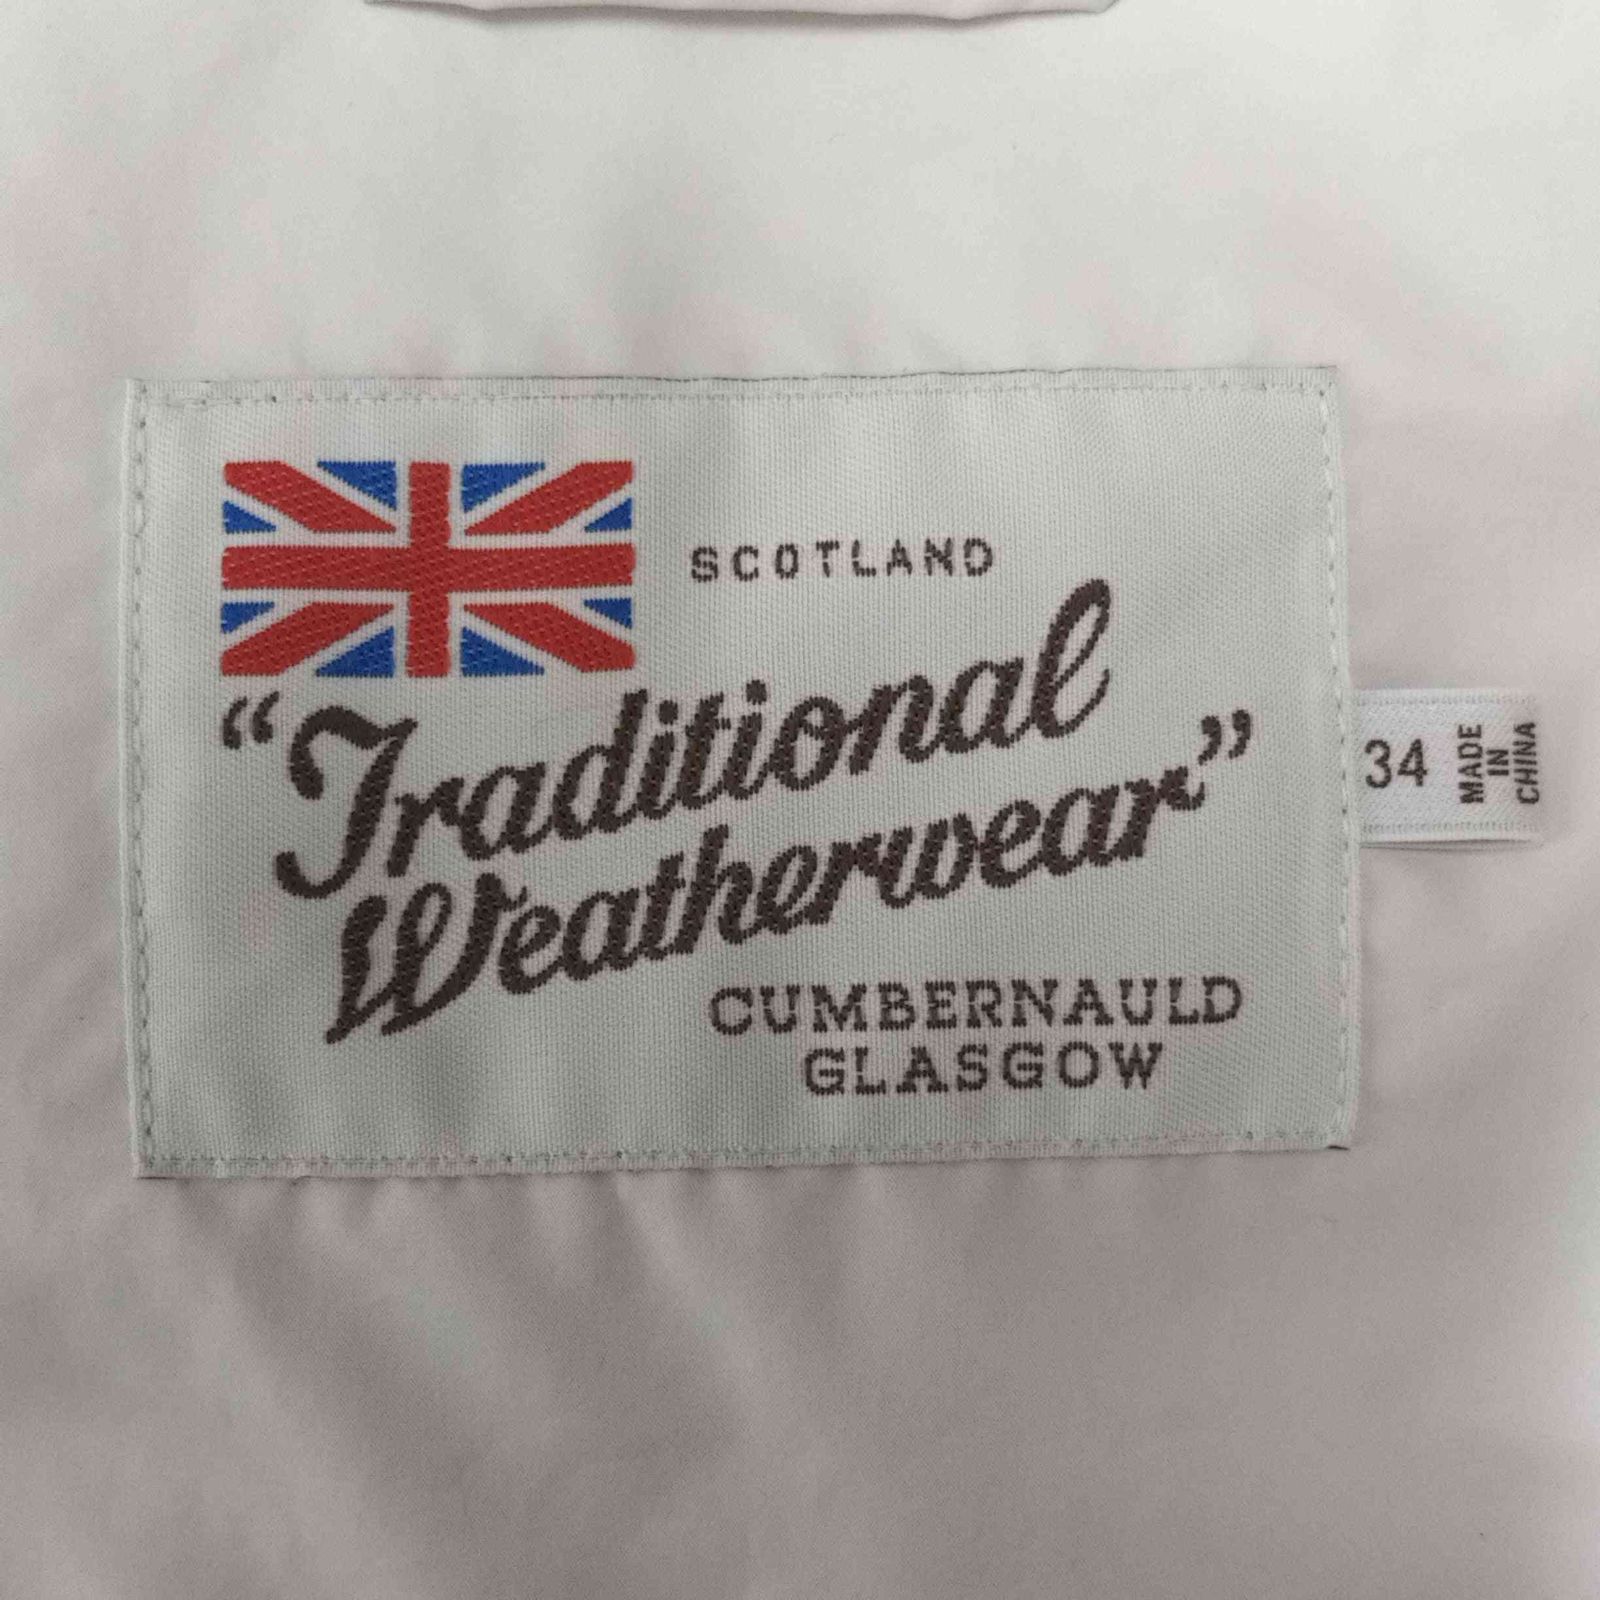 SCOTLAND
“Traditional
Weatherwear”
CUMBERNAULD
GLASGOW
34
MADE
IN
CHINA